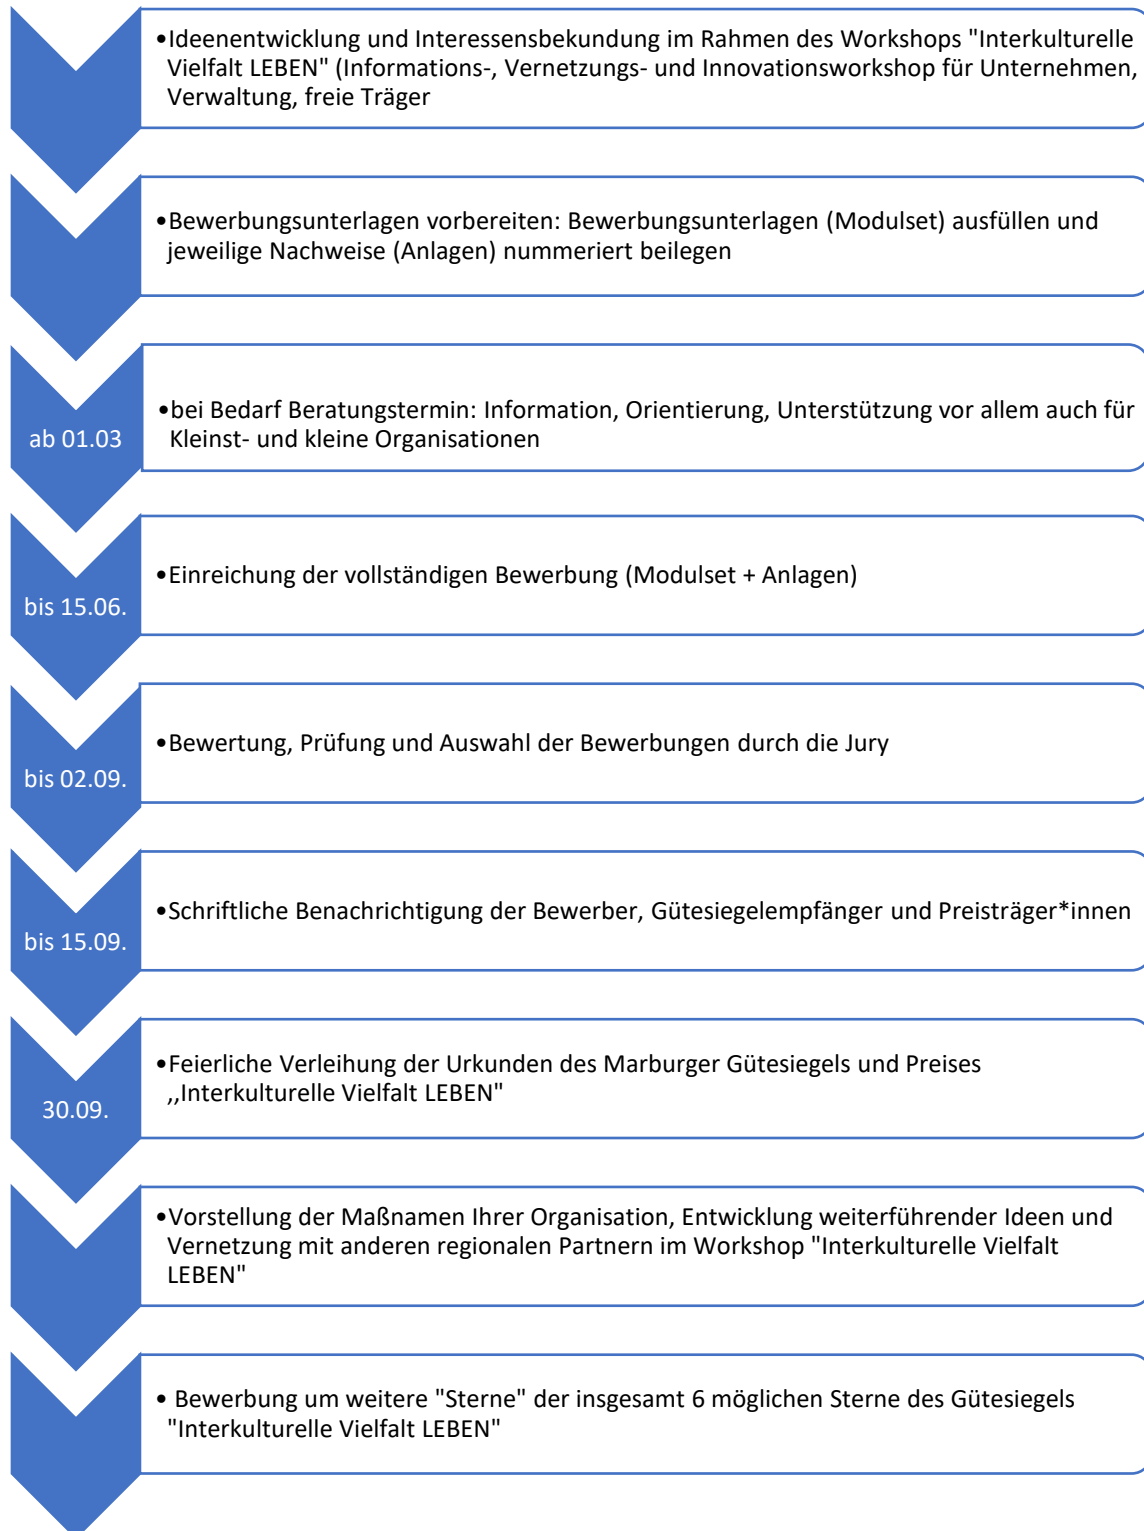 •Ideenentwicklung und Interessensbekundung im Rahmen des Workshops "Interkulturelle
Vielfalt LEBEN" (Informations-, Vernetzungs- und Innovationsworkshop für Unternehmen,
Verwaltung, freie Träger
•Bewerbungsunterlagen vorbereiten: Bewerbungsunterlagen (Modulset) ausfüllen und
jeweilige Nachweise (Anlagen) nummeriert beilegen
ab 01.03
•bei Bedarf Beratungstermin: Information, Orientierung, Unterstützung vor allem auch für
Kleinst- und kleine Organisationen
bis 15.06.
•Einreichung der vollständigen Bewerbung (Modulset + Anlagen)
bis 02.09.
•Bewertung, Prüfung und Auswahl der Bewerbungen durch die Jury
bis 15.09.
•Schriftliche Benachrichtigung der Bewerber, Gütesiegelempfänger und Preisträger*innen
30.09.
•Feierliche Verleihung der Urkunden des Marburger Gütesiegels und Preises
,,Interkulturelle Vielfalt LEBEN"
•Vorstellung der Maßnamen Ihrer Organisation, Entwicklung weiterführender Ideen und
Vernetzung mit anderen regionalen Partnern im Workshop "Interkulturelle Vielfalt
LEBEN"
• Bewerbung um weitere "Sterne" der insgesamt 6 möglichen Sterne des Gütesiegels
"Interkulturelle Vielfalt LEBEN"